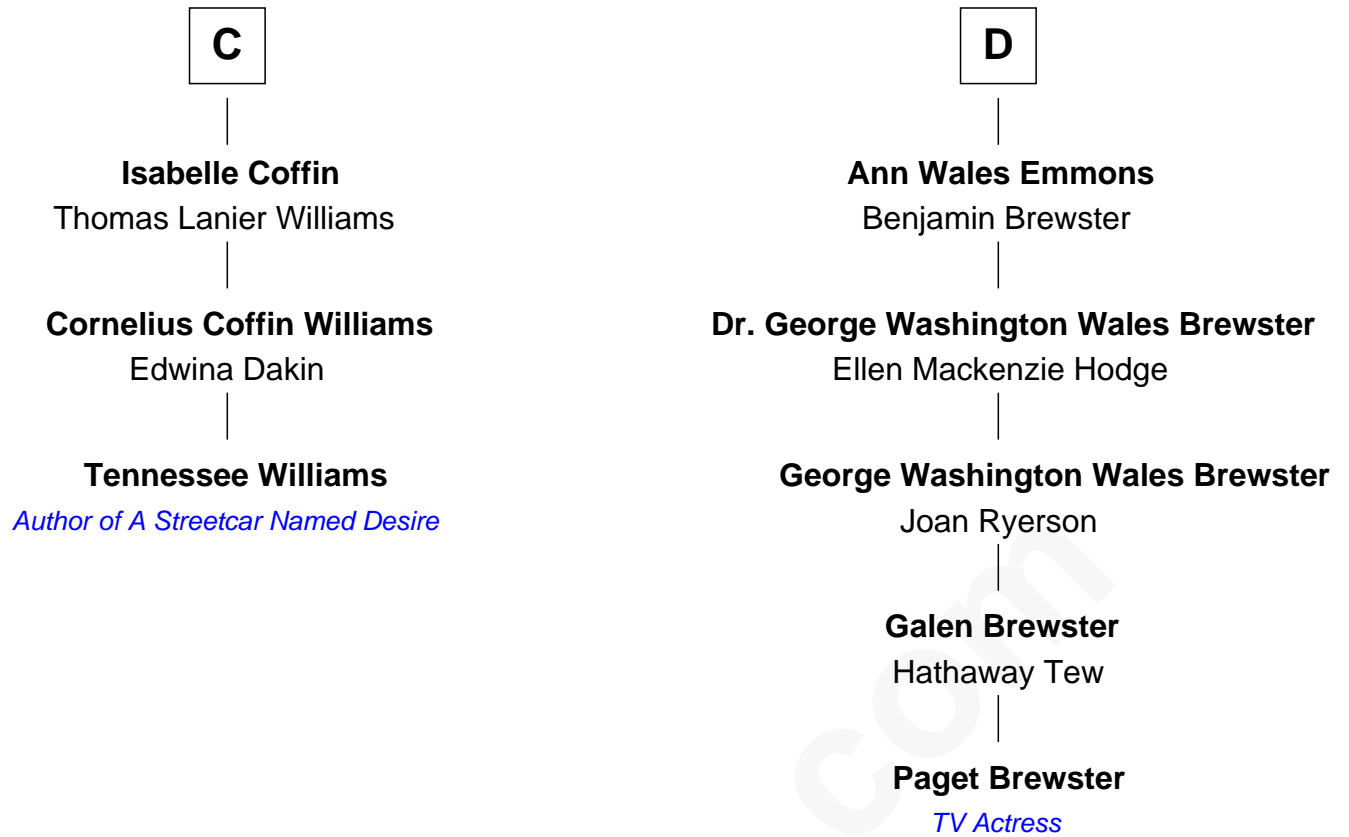 C
Isabelle Coffin
Thomas Lanier Williams
Cornelius Coffin Williams
Edwina Dakin
Tennessee Williams
Author of A Streetcar Named Desire
D
Ann Wales Emmons
Benjamin Brewster
Dr. George Washington Wales Brewster
Ellen Mackenzie Hodge
George Washington Wales Brewster
Joan Ryerson
Galen Brewster
Hathaway Tew
Paget Brewster
TV Actress
com